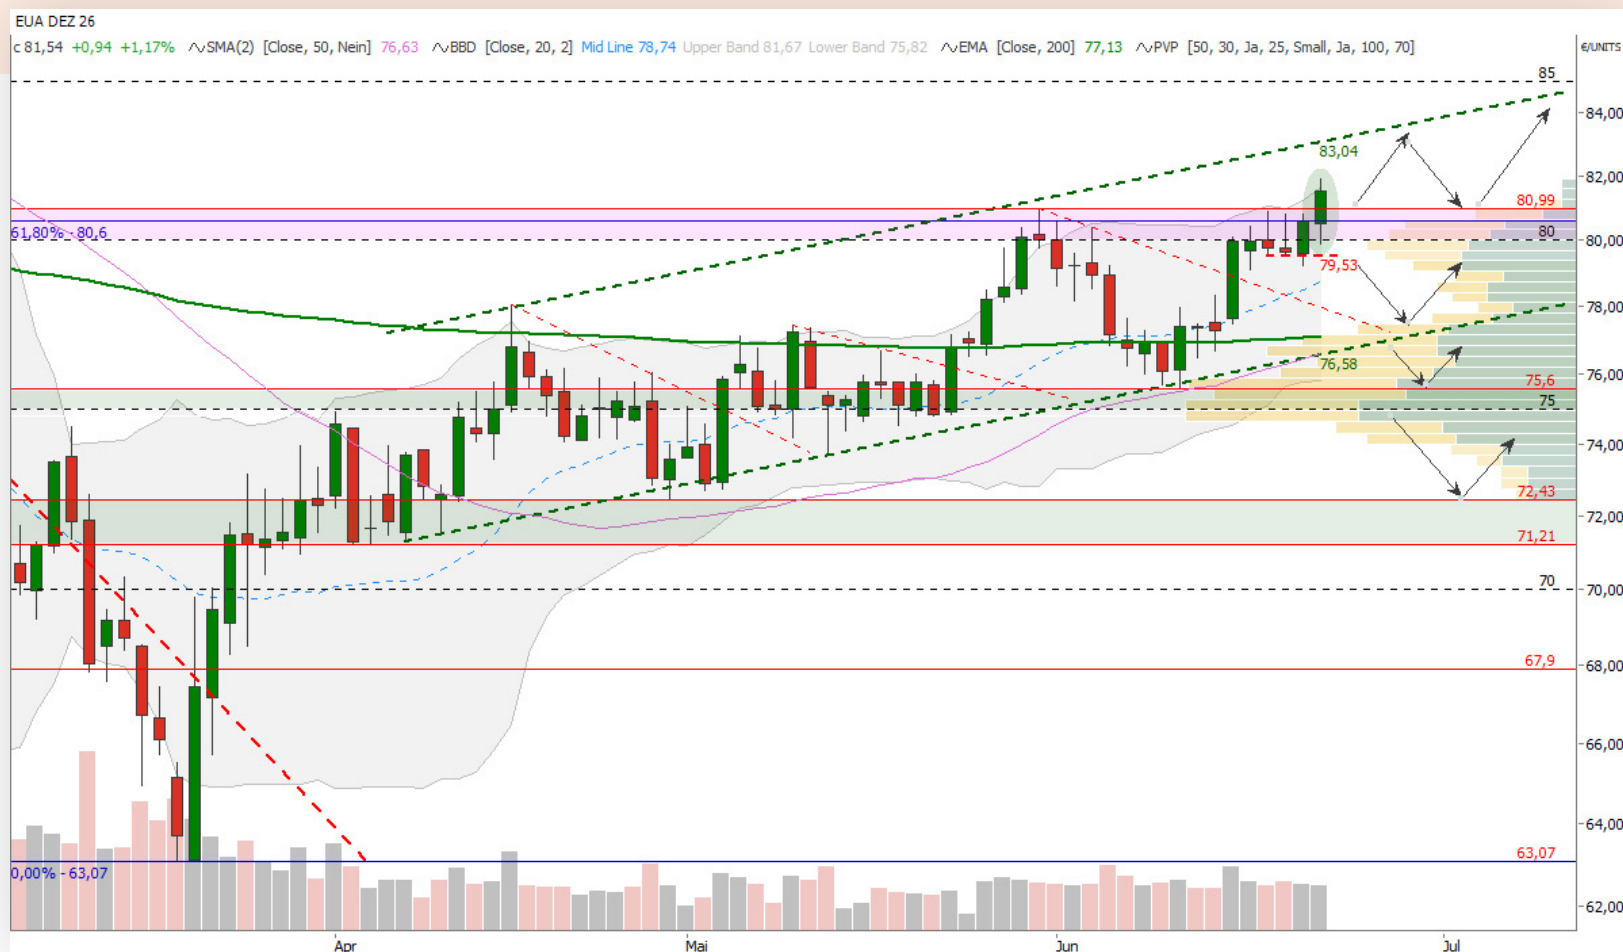 EUA DEZ 26
c 81,54 +0,94 +1,17% SMA(2) [Close, 50, Nein] 76,63 BBD [Close, 20, 2] Mid Line 78,74 Upper Band 81,67 Lower Band 75,82 EMA [Close, 200] 77,13 PVP [50, 30, Ja, 25, Small, Ja, 100, 70]
€/UNITS
85
84,00
83,04
82,00
80,99
61,80% - 80,6
80
80,00
79,53
78,00
76,58
76,00
75,6
75
74,00
72,43
72,00
71,21
70
70,00
67,9
68,00
66,00
64,00
63,07
0,00% - 63,07
62,00
Apr
Mai
Jun
Jul